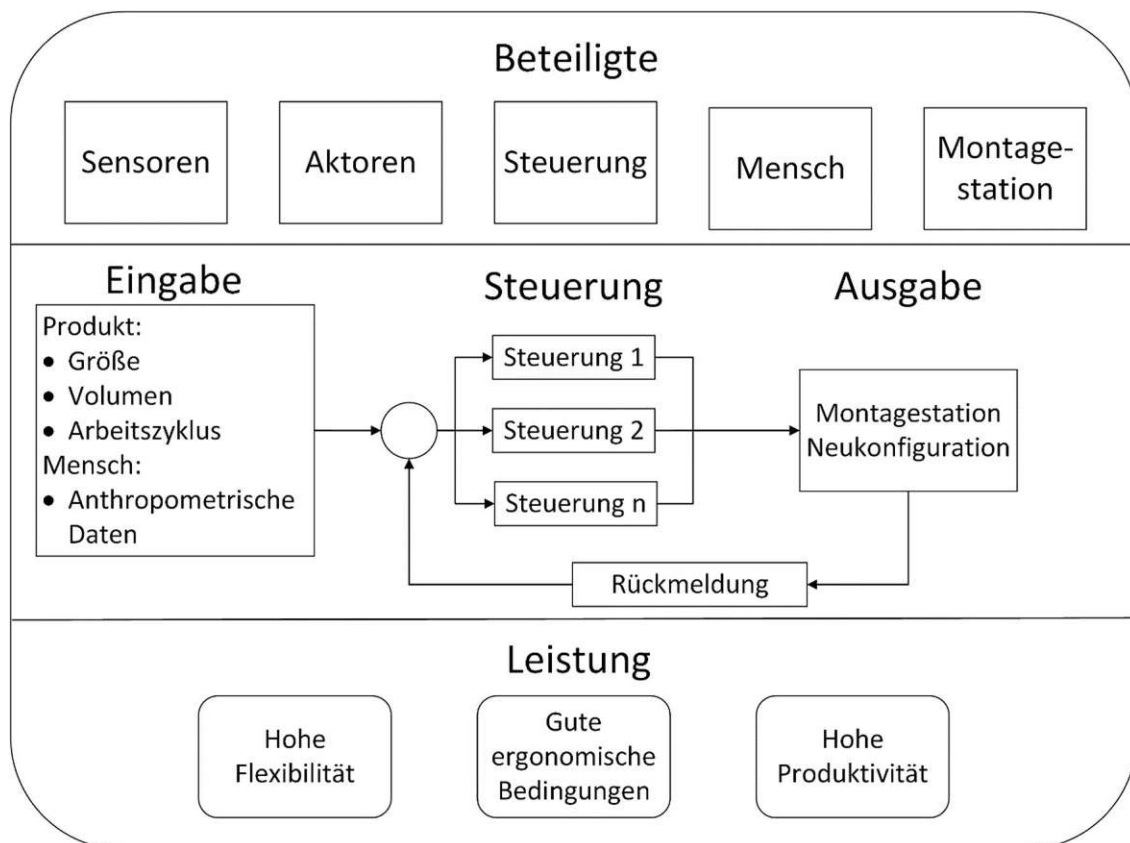 Beteiligte
Sensoren
Aktoren
Steuerung
Mensch
Montage-
station
Eingabe
Produkt:
• Größe
• Volumen
• Arbeitszyklus
Mensch:
• Anthropometrische
Daten
Steuerung
Steuerung 1
Steuerung 2
Steuerung n
Ausgabe
Montagestation
Neukonfiguration
Rückmeldung
Leistung
Hohe
Flexibilität
Gute
ergonomische
Bedingungen
Hohe
Produktivität